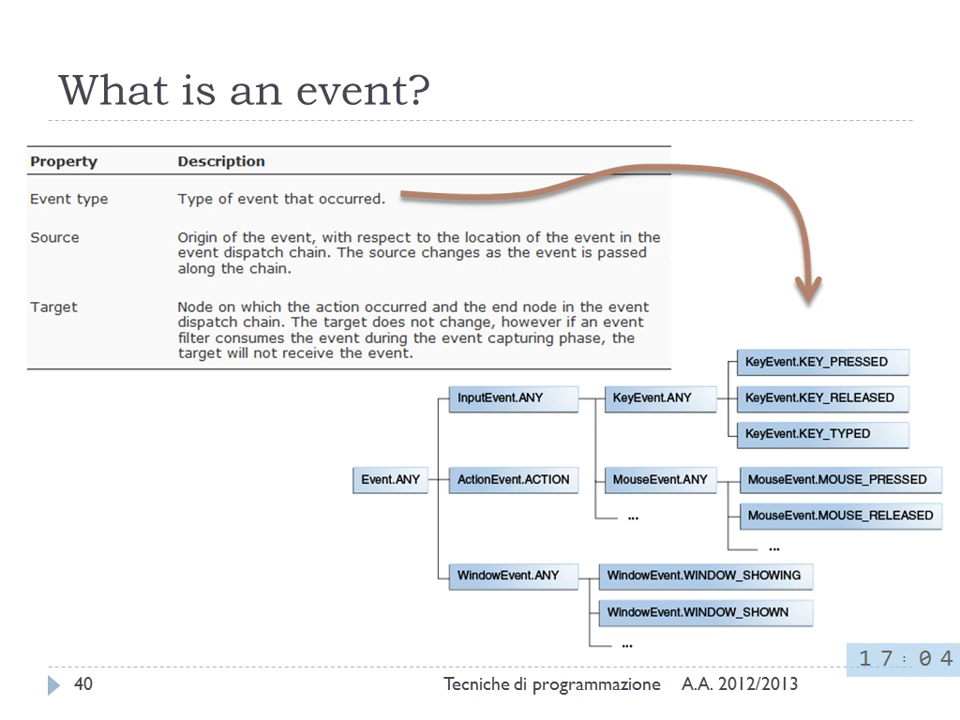 What is an event?
Property Description
Event type Type of event that occurred.
Source Origin of the event, with respect to the location of the event in the
event dispatch chain. The source changes as the event is passed
along the chain.
Target Node on which the action occurred and the end node in the event
dispatch chain. The target does not change, however if an event
filter consumes the event during the event capturing phase, the
target will not receive the event.
KeyEvent.KEY_PRESSED
InputEvent.ANY KeyEvent.ANY KeyEvent.KEY_RELEASED
KeyEvent.KEY_TYPED
Event.ANY ActionEvent.ACTION MouseEvent.ANY MouseEvent.MOUSE_PRESSED
... MouseEvent.MOUSE_RELEASED
...
WindowEvent.ANY WindowEvent.WINDOW_SHOWING
WindowEvent.WINDOW_SHOWN
...
17:04
40 Tecniche di programmazione A.A. 2012/2013